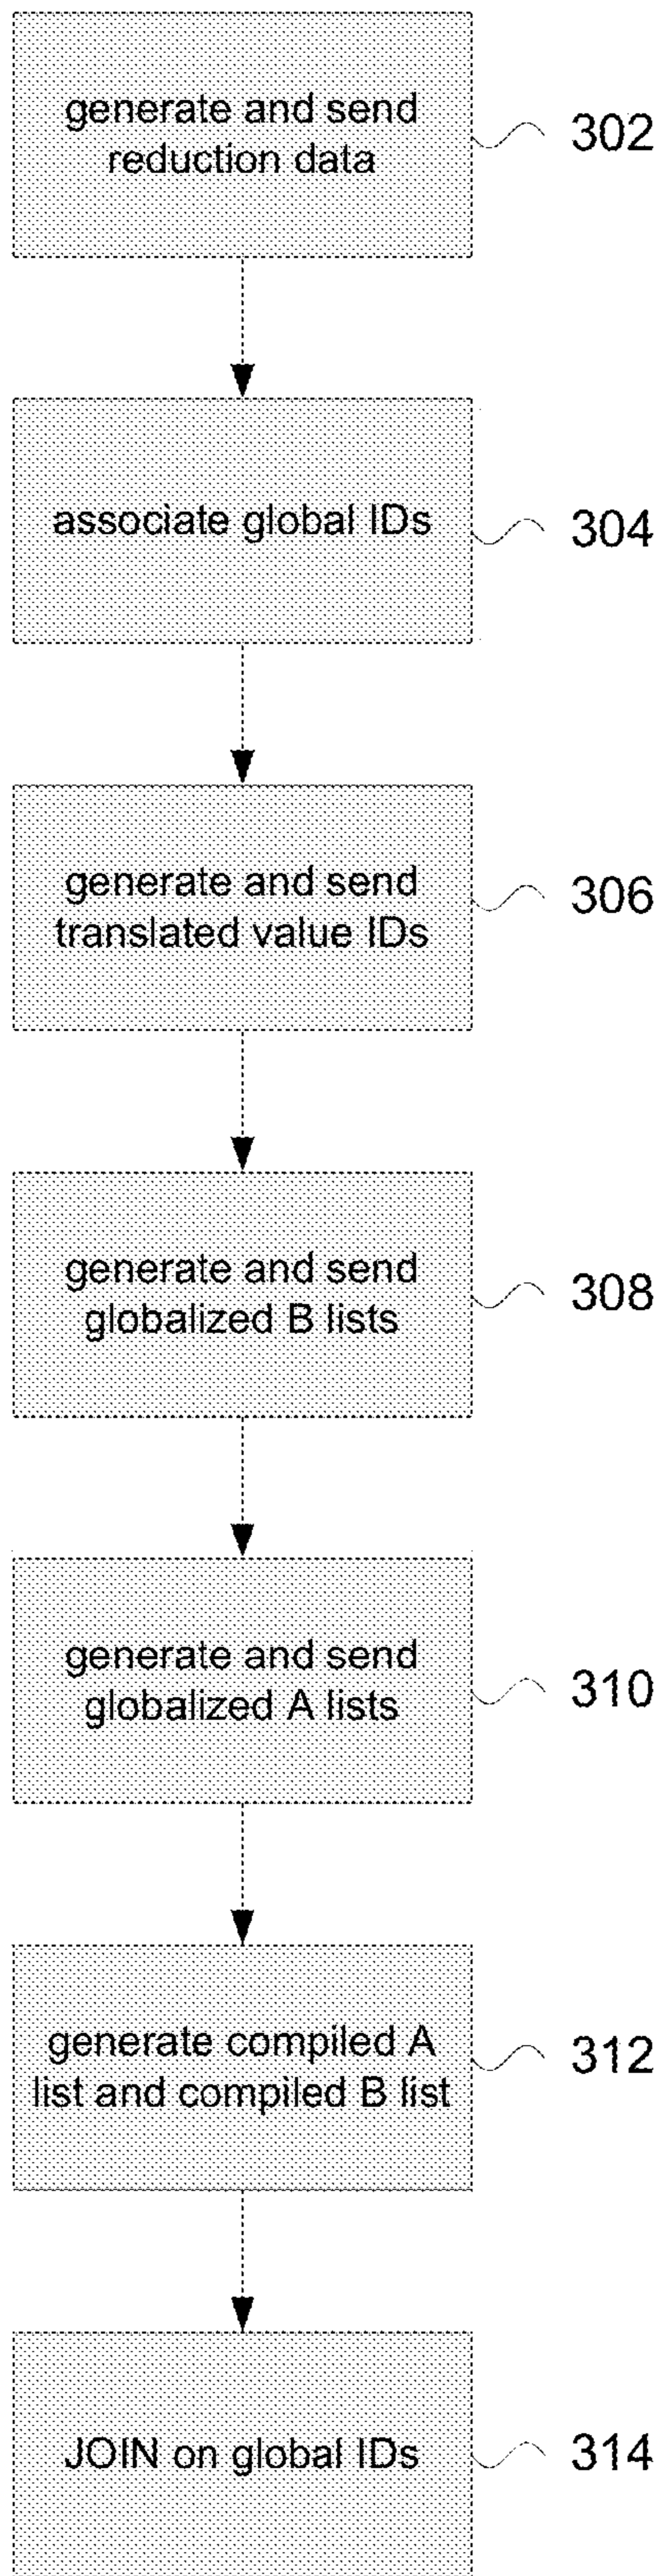 generate and send
reduction data
302
associate global IDs
304
generate and send
translated value IDs
306
generate and send
globalized B lists
308
generate and send
globalized A lists
310
generate compiled A
list and compiled B list
312
JOIN on global IDs
314